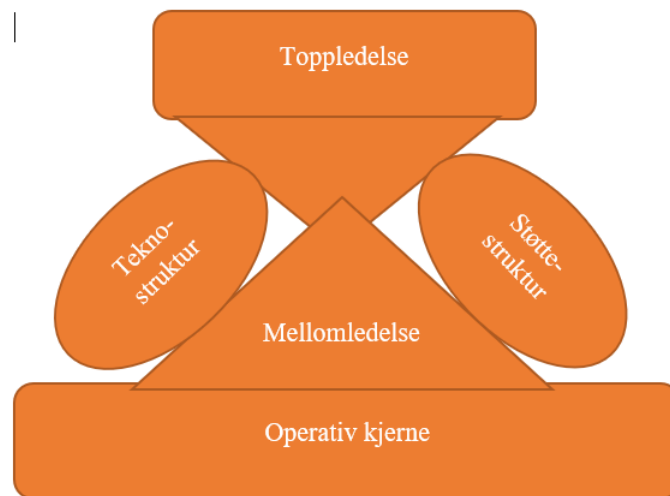 Toppledelse
Tekno-
struktur
Støtte-
struktur
Mellomledelse
Operativ kjerne